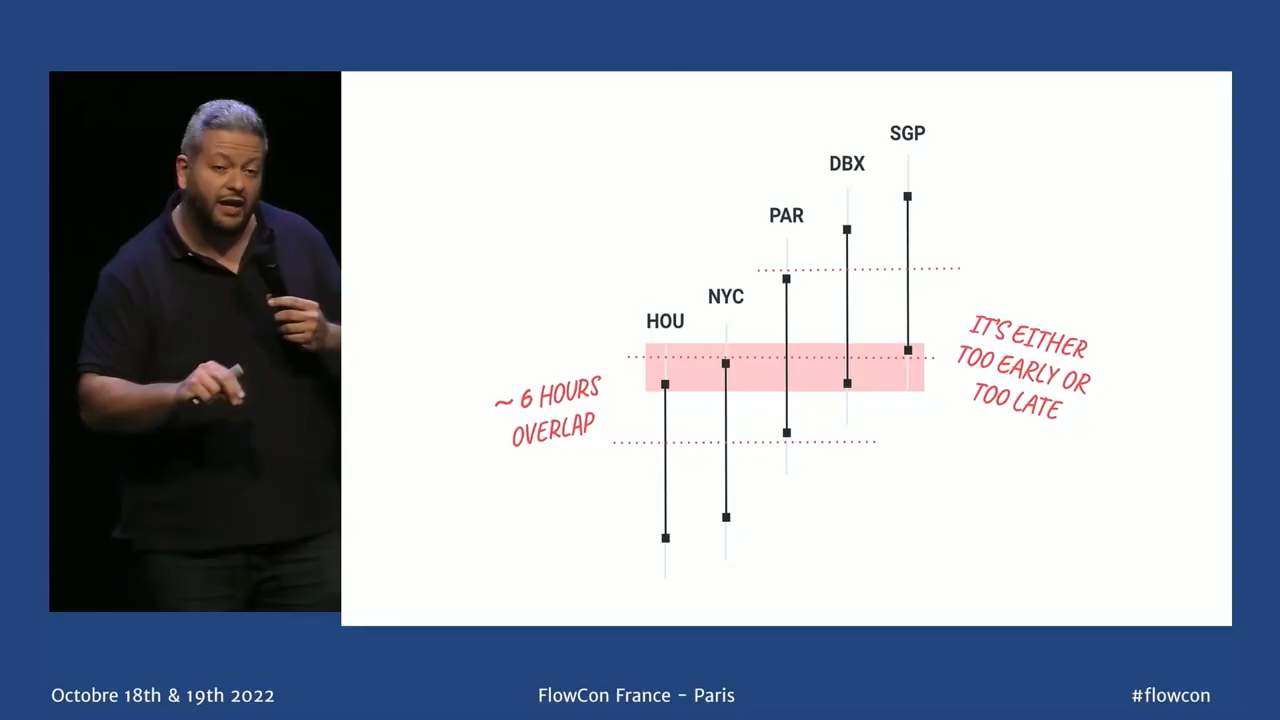 SGP
DBX
PAR
NYC
HOU
IT'S EITHER
TOO EARLY OR
TOO LATE
~ 6 HOURS
OVERLAP
Octobre 18th & 19th 2022
FlowCon France - Paris
#flowcon